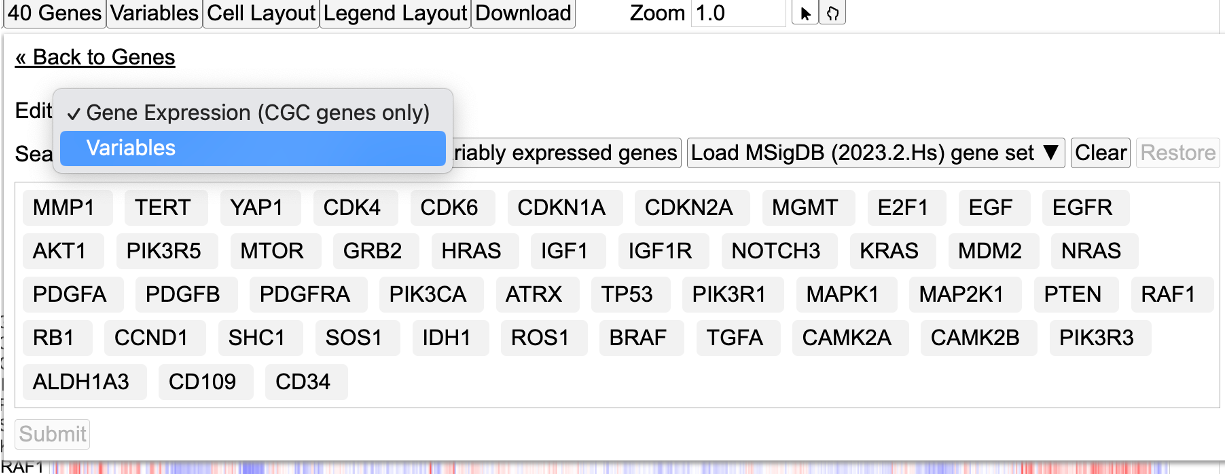 40 Genes Variables Cell Layout Legend Layout Download Zoom 1.0
« Back to Genes
Edit ✓ Gene Expression (CGC genes only)
Variables
Sea riably expressed genes Load MSigDB (2023.2.Hs) gene set ▼ Clear Restore
MMP1 TERT YAP1 CDK4 CDK6 CDKN1A CDKN2A MGMT E2F1 EGF EGFR
AKT1 PIK3R5 MTOR GRB2 HRAS IGF1 IGF1R NOTCH3 KRAS MDM2 NRAS
PDGFA PDGFB PDGFRA PIK3CA ATRX TP53 PIK3R1 MAPK1 MAP2K1 PTEN RAF1
RB1 CCND1 SHC1 SOS1 IDH1 ROS1 BRAF TGFA CAMK2A CAMK2B PIK3R3
ALDH1A3 CD109 CD34
Submit
RAF1